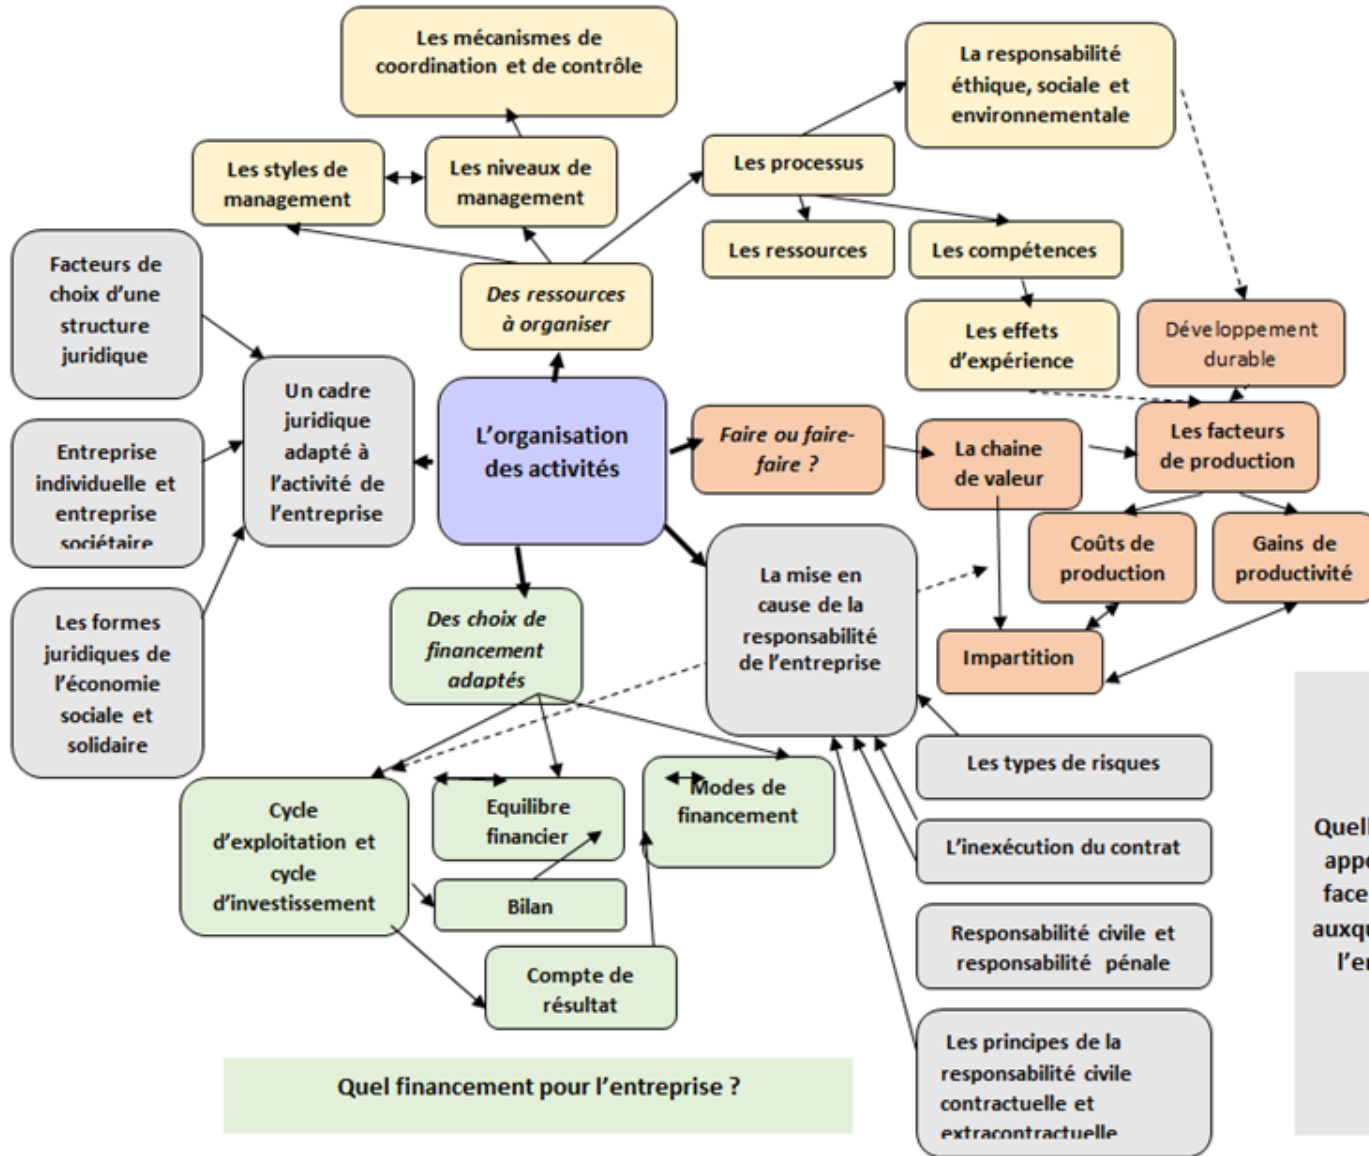 Les mécanismes de
coordination et de contrôle
La responsabilité
éthique, sociale et
environnementale
Les styles de
management
Les niveaux de
management
Les processus
Les ressources
Les compétences
Facteurs de
choix d’une
structure
juridique
Des ressources
à organiser
Les effets
d’expérience
Développement
durable
Un cadre
juridique
adapté à
l’activité de
l’entreprise
L’organisation
des activités
Faire ou faire-
faire ?
La chaine
de valeur
Les facteurs
de production
Entreprise
individuelle et
entreprise
sociétaire
Coûts de
production
Gains de
productivité
La mise en
cause de la
responsabilité
de l’entreprise
Les formes
juridiques de
l’économie
sociale et
solidaire
Des choix de
financement
adaptés
Impartition
Les types de risques
Cycle
d’exploitation et
cycle
d’investissement
Equilibre
financier
Modes de
financement
L’inexécution du contrat
Bilan
Responsabilité civile et
responsabilité pénale
Compte de
résultat
Les principes de la
responsabilité civile
contractuelle et
extracontractuelle
Quel financement pour l’entreprise ?
Quell
appo
face
auxqu
l’en